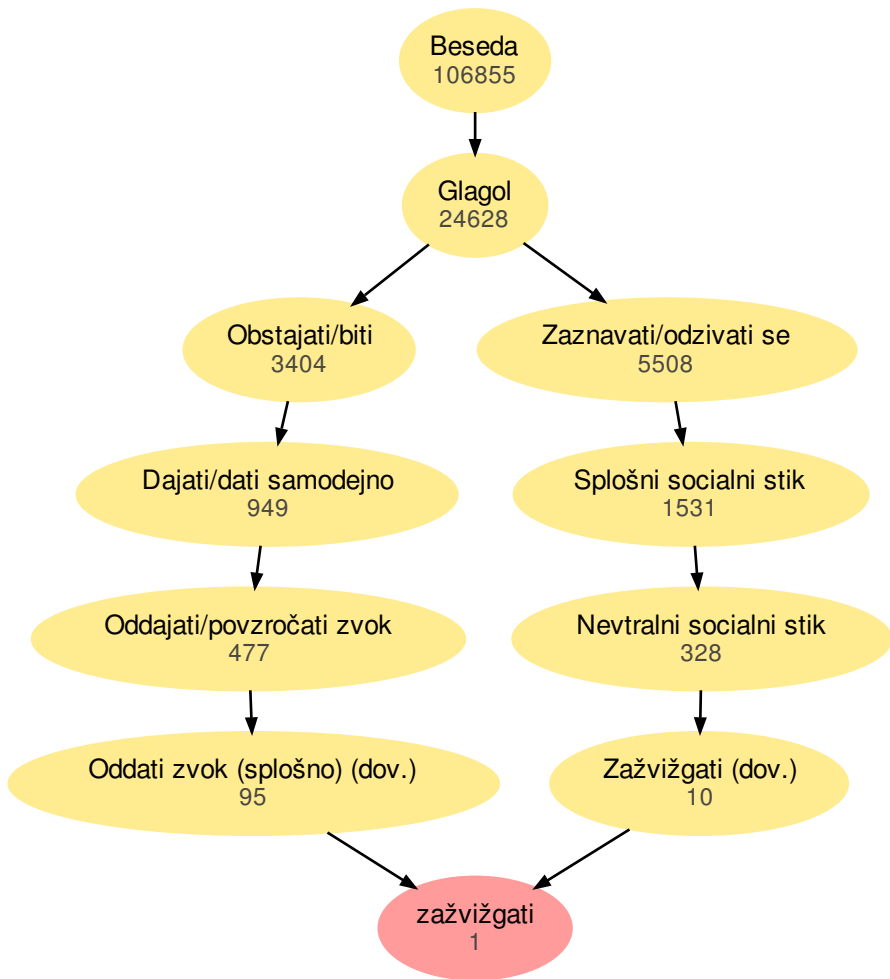 Beseda
106855
Glagol
24628
Obstajati/biti
3404
Zaznavati/odzivati se
5508
Dajati/dati samodejno
949
Splošni socialni stik
1531
Oddajati/povzročati zvok
477
Nevtralni socialni stik
328
Oddati zvok (splošno) (dov.)
95
Zažvižgati (dov.)
10
zažvižgati
1